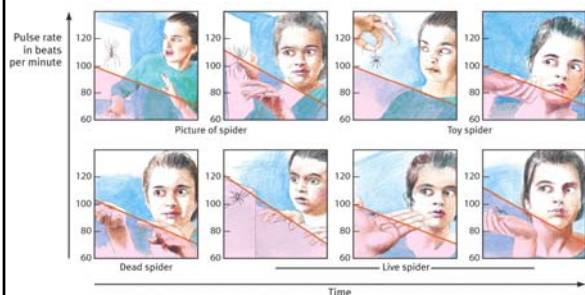 Pulse rate
in beats
per minute
120 120 120 120
100 100 100 100
80 80 80 80
60 60 60 60
Picture of spider Toy spider
120 120 120 120
100 100 100 100
80 80 80 80
60 60 60 60
Dead spider Live spider
Time